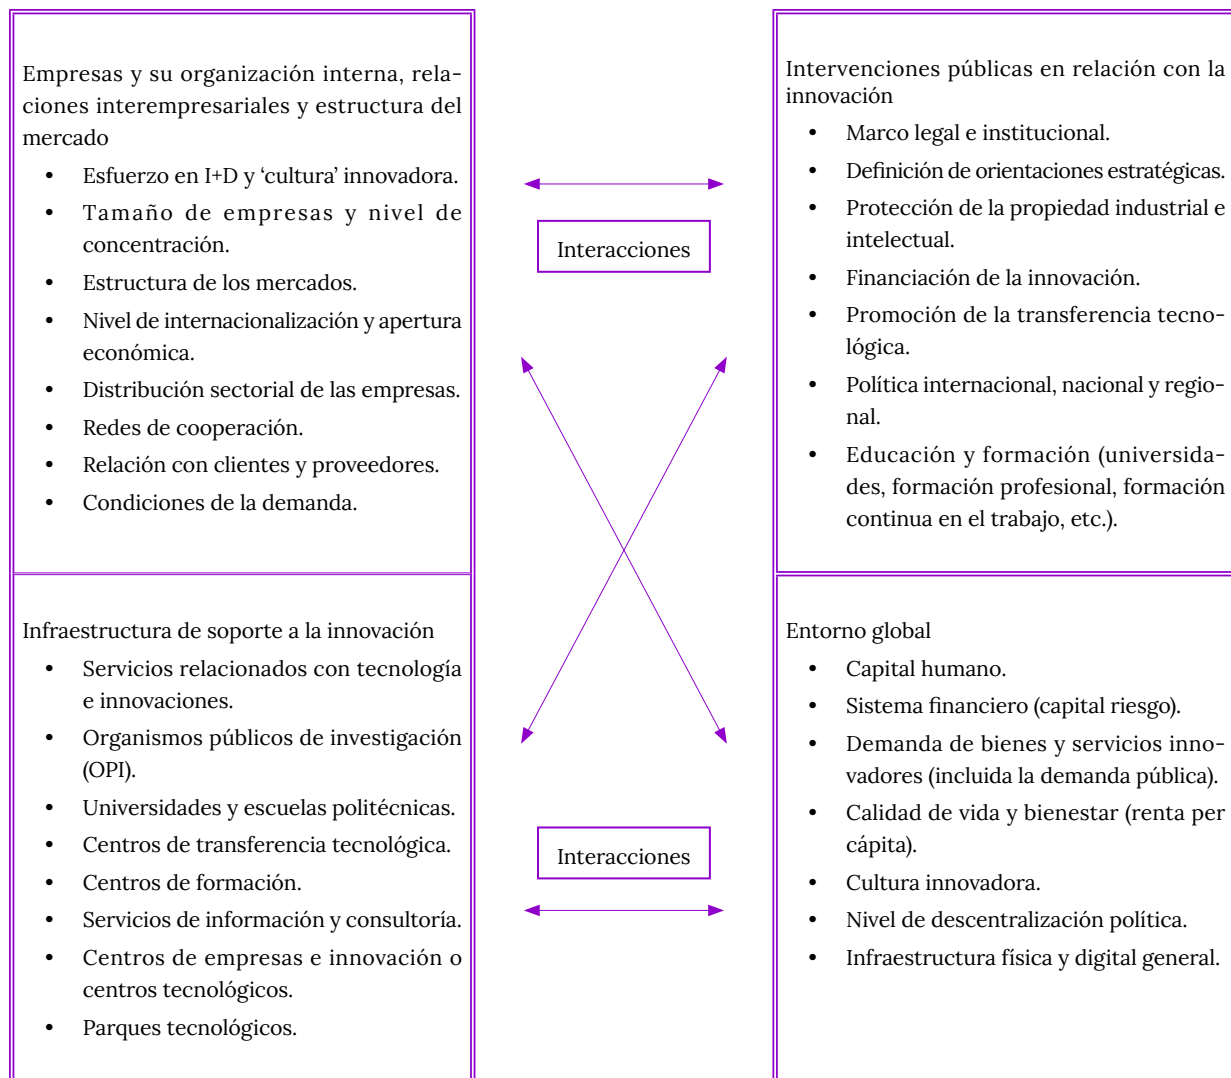 Empresas y su organización interna, rela-
ciones interempresariales y estructura del
mercado
• Esfuerzo en I+D y ‘cultura’ innovadora.
• Tamaño de empresas y nivel de
concentración.
• Estructura de los mercados.
• Nivel de internacionalización y apertura
económica.
• Distribución sectorial de las empresas.
• Redes de cooperación.
• Relación con clientes y proveedores.
• Condiciones de la demanda.
Interacciones
Intervenciones públicas en relación con la
innovación
• Marco legal e institucional.
• Definición de orientaciones estratégicas.
• Protección de la propiedad industrial e
intelectual.
• Financiación de la innovación.
• Promoción de la transferencia tecno-
lógica.
• Política internacional, nacional y regio-
nal.
• Educación y formación (universida-
des, formación profesional, formación
continua en el trabajo, etc.).
Infraestructura de soporte a la innovación
• Servicios relacionados con tecnología
e innovaciones.
• Organismos públicos de investigación
(OPI).
• Universidades y escuelas politécnicas.
• Centros de transferencia tecnológica.
• Centros de formación.
• Servicios de información y consultoría.
• Centros de empresas e innovación o
centros tecnológicos.
• Parques tecnológicos.
Interacciones
Entorno global
• Capital humano.
• Sistema financiero (capital riesgo).
• Demanda de bienes y servicios inno-
vadores (incluida la demanda pública).
• Calidad de vida y bienestar (renta per
cápita).
• Cultura innovadora.
• Nivel de descentralización política.
• Infraestructura física y digital general.